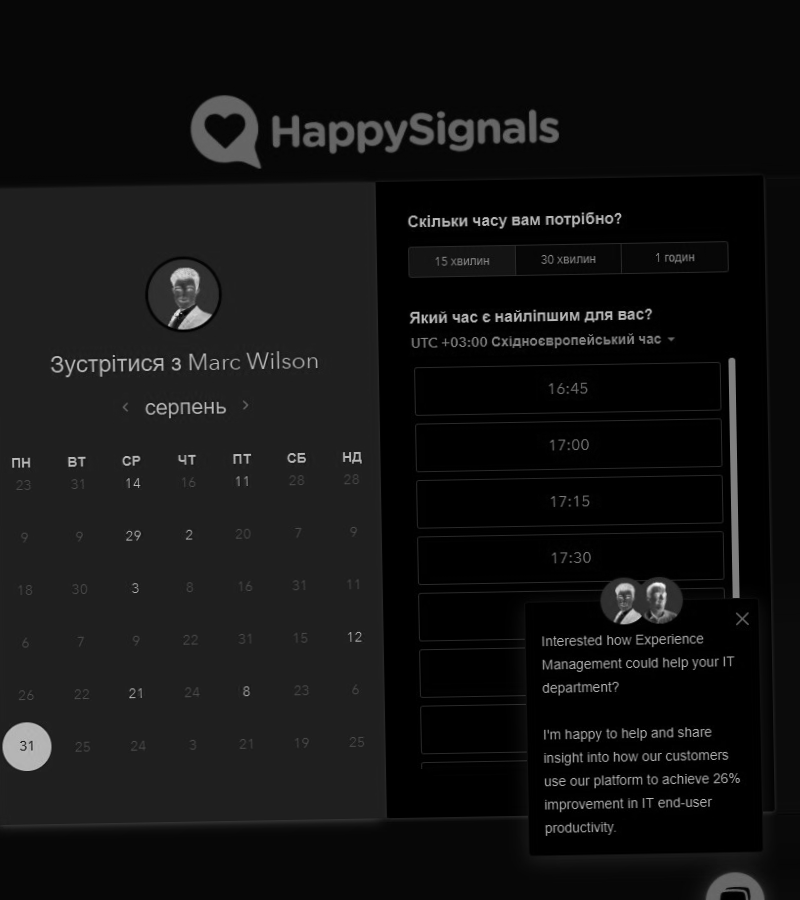 HappySignals
Зустрітися з Marc Wilson
серпень
ПН ВТ СР ЧТ ПТ СБ НД
23 31 14 16 11 28 28
9 9 29 2 20 7 9
18 30 3 8 16 31 11
6 7 9 22 31 15 12
26 22 21 24 8 23 6
31 25 24 3 21 19 25
Скільки часу вам потрібно?
15 хвилин 30 хвилин 1 годин
Який час є найліпшим для вас?
UTC +03:00 Східноєвропейський час
16:45
17:00
17:15
17:30
Interested how Experience
Management could help your IT
department?
I'm happy to help and share
insight into how our customers
use our platform to achieve 26%
improvement in IT end-user
productivity.